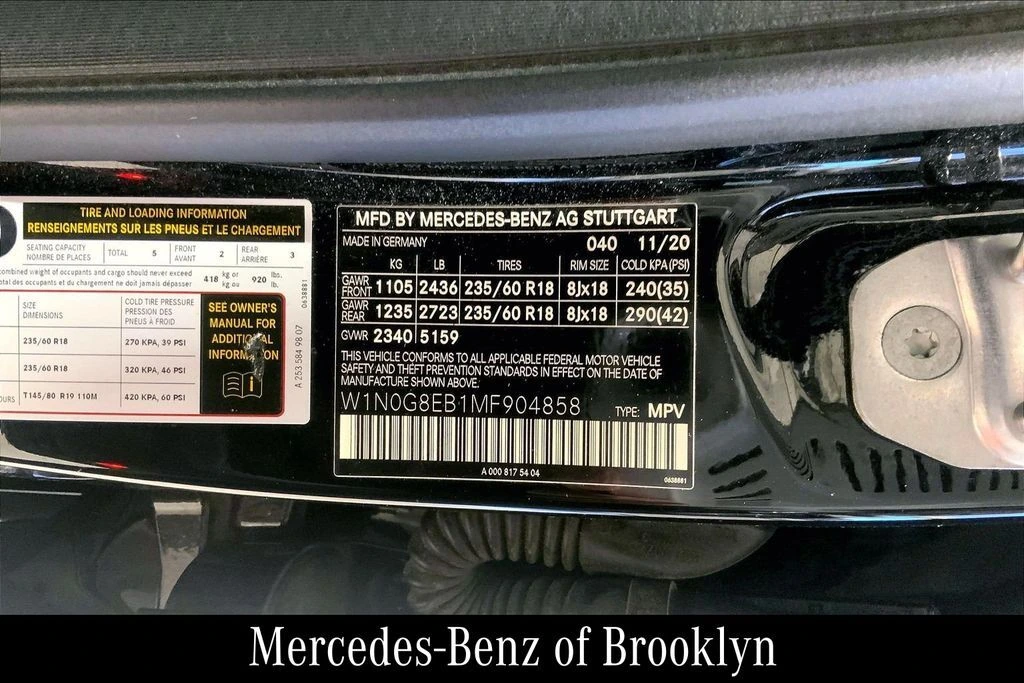 TIRE AND LOADING INFORMATION
RENSEIGNEMENTS SUR LES PNEUS ET LE CHARGEMENT
SEATING CAPACITY
NOMBRE DE PLACES
TOTAL 5
FRONT
AVANT
2
REAR
ARRIÈRE
3
combined weight of occupants and cargo should never exceed
total des occupants et du chargement ne doit jamais dépasser
418 kg or
kg ou
920 lbs.
lb.
SIZE
DIMENSIONS
COLD TIRE PRESSURE
PRESSION DES
PNEUS À FROID
235/60 R18 270 KPA, 39 PSI
235/60 R18 320 KPA, 46 PSI
T145/80 R19 110M 420 KPA, 60 PSI
SEE OWNER'S
MANUAL FOR
ADDITIONAL
INFORMATION
A 253 584 98 07
0638881
MFD BY MERCEDES-BENZ AG STUTTGART
MADE IN GERMANY 040 11/20
KG LB TIRES RIM SIZE COLD KPA (PSI)
GAWR
FRONT 1105 2436 235/60 R18 8Jx18 240(35)
GAWR
REAR 1235 2723 235/60 R18 8Jx18 290(42)
GVWR 2340 5159
THIS VEHICLE CONFORMS TO ALL APPLICABLE FEDERAL MOTOR VEHICLE
SAFETY AND THEFT PREVENTION STANDARDS IN EFFECT ON THE DATE OF
MANUFACTURE SHOWN ABOVE.
W1N0G8EB1MF904858 TYPE: MPV
A 000 817 54 04
0638881
Mercedes-Benz of Brooklyn